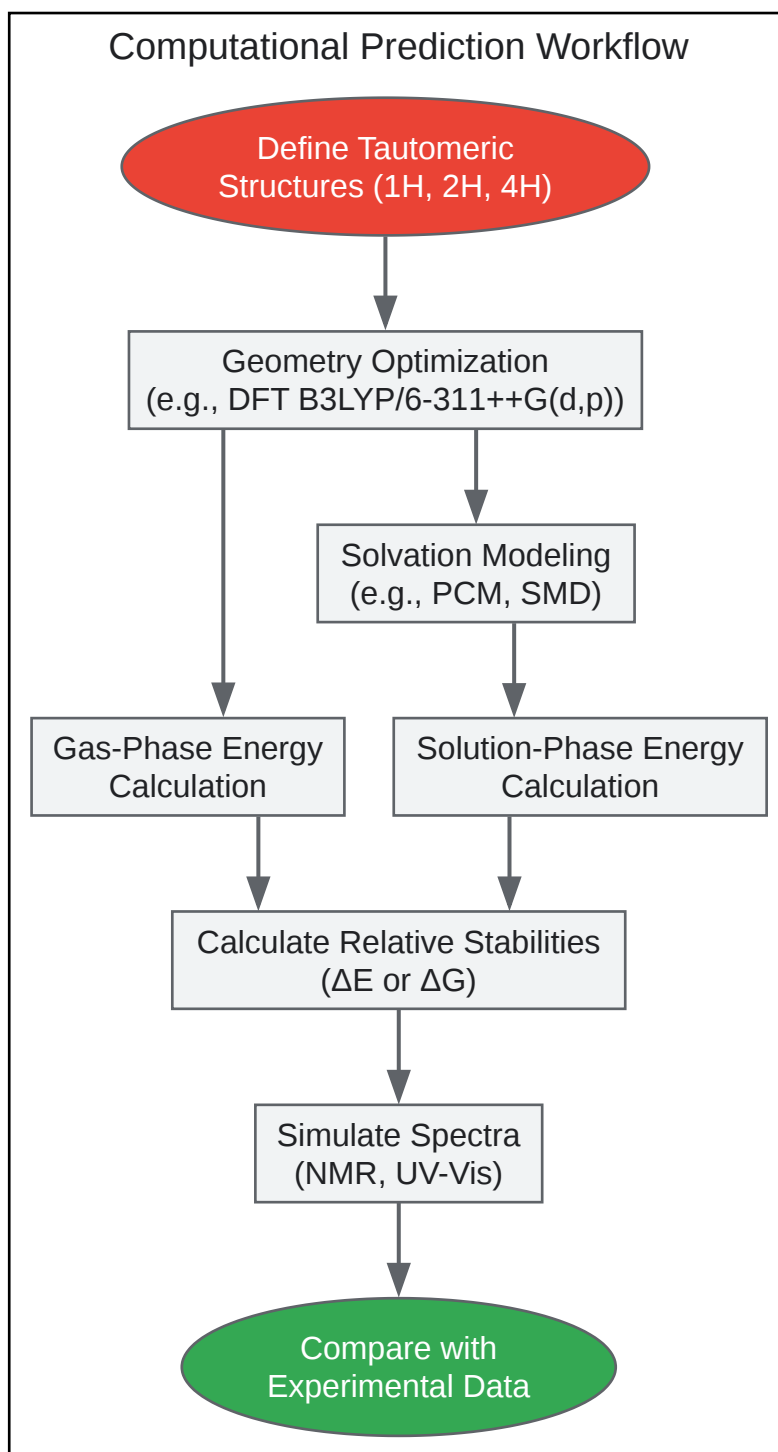 Computational Prediction Workflow
Define Tautomeric
Structures (1H, 2H, 4H)
Geometry Optimization
(e.g., DFT B3LYP/6-311++G(d,p))
Solvation Modeling
(e.g., PCM, SMD)
Gas-Phase Energy
Calculation
Solution-Phase Energy
Calculation
Calculate Relative Stabilities
(ΔE or ΔG)
Simulate Spectra
(NMR, UV-Vis)
Compare with
Experimental Data